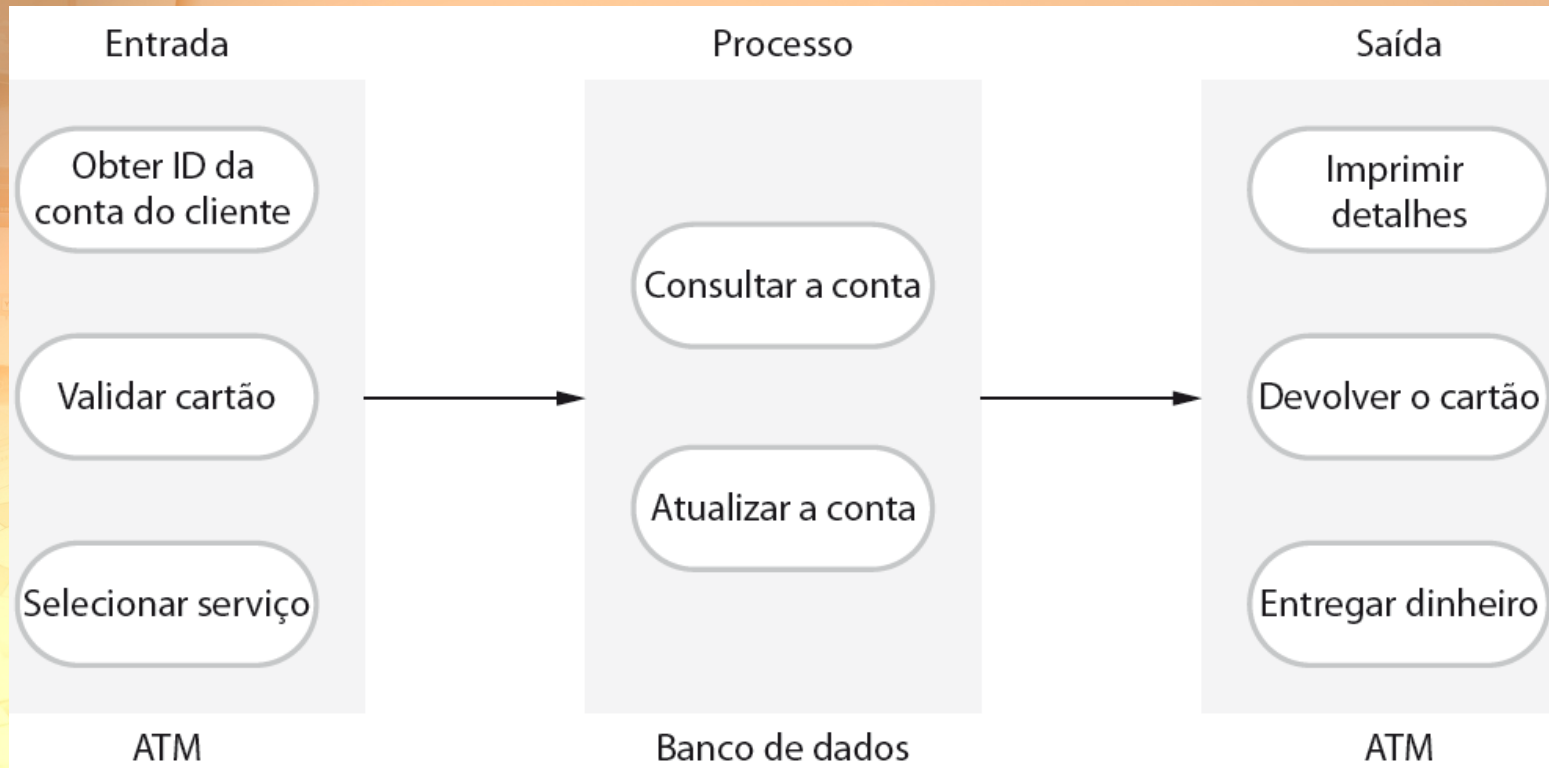 Entrada
Processo
Saída
Obter ID da
conta do cliente
Validar cartão
Selecionar serviço
Consultar a conta
Atualizar a conta
Imprimir
detalhes
Devolver o cartão
Entregar dinheiro
ATM
Banco de dados
ATM